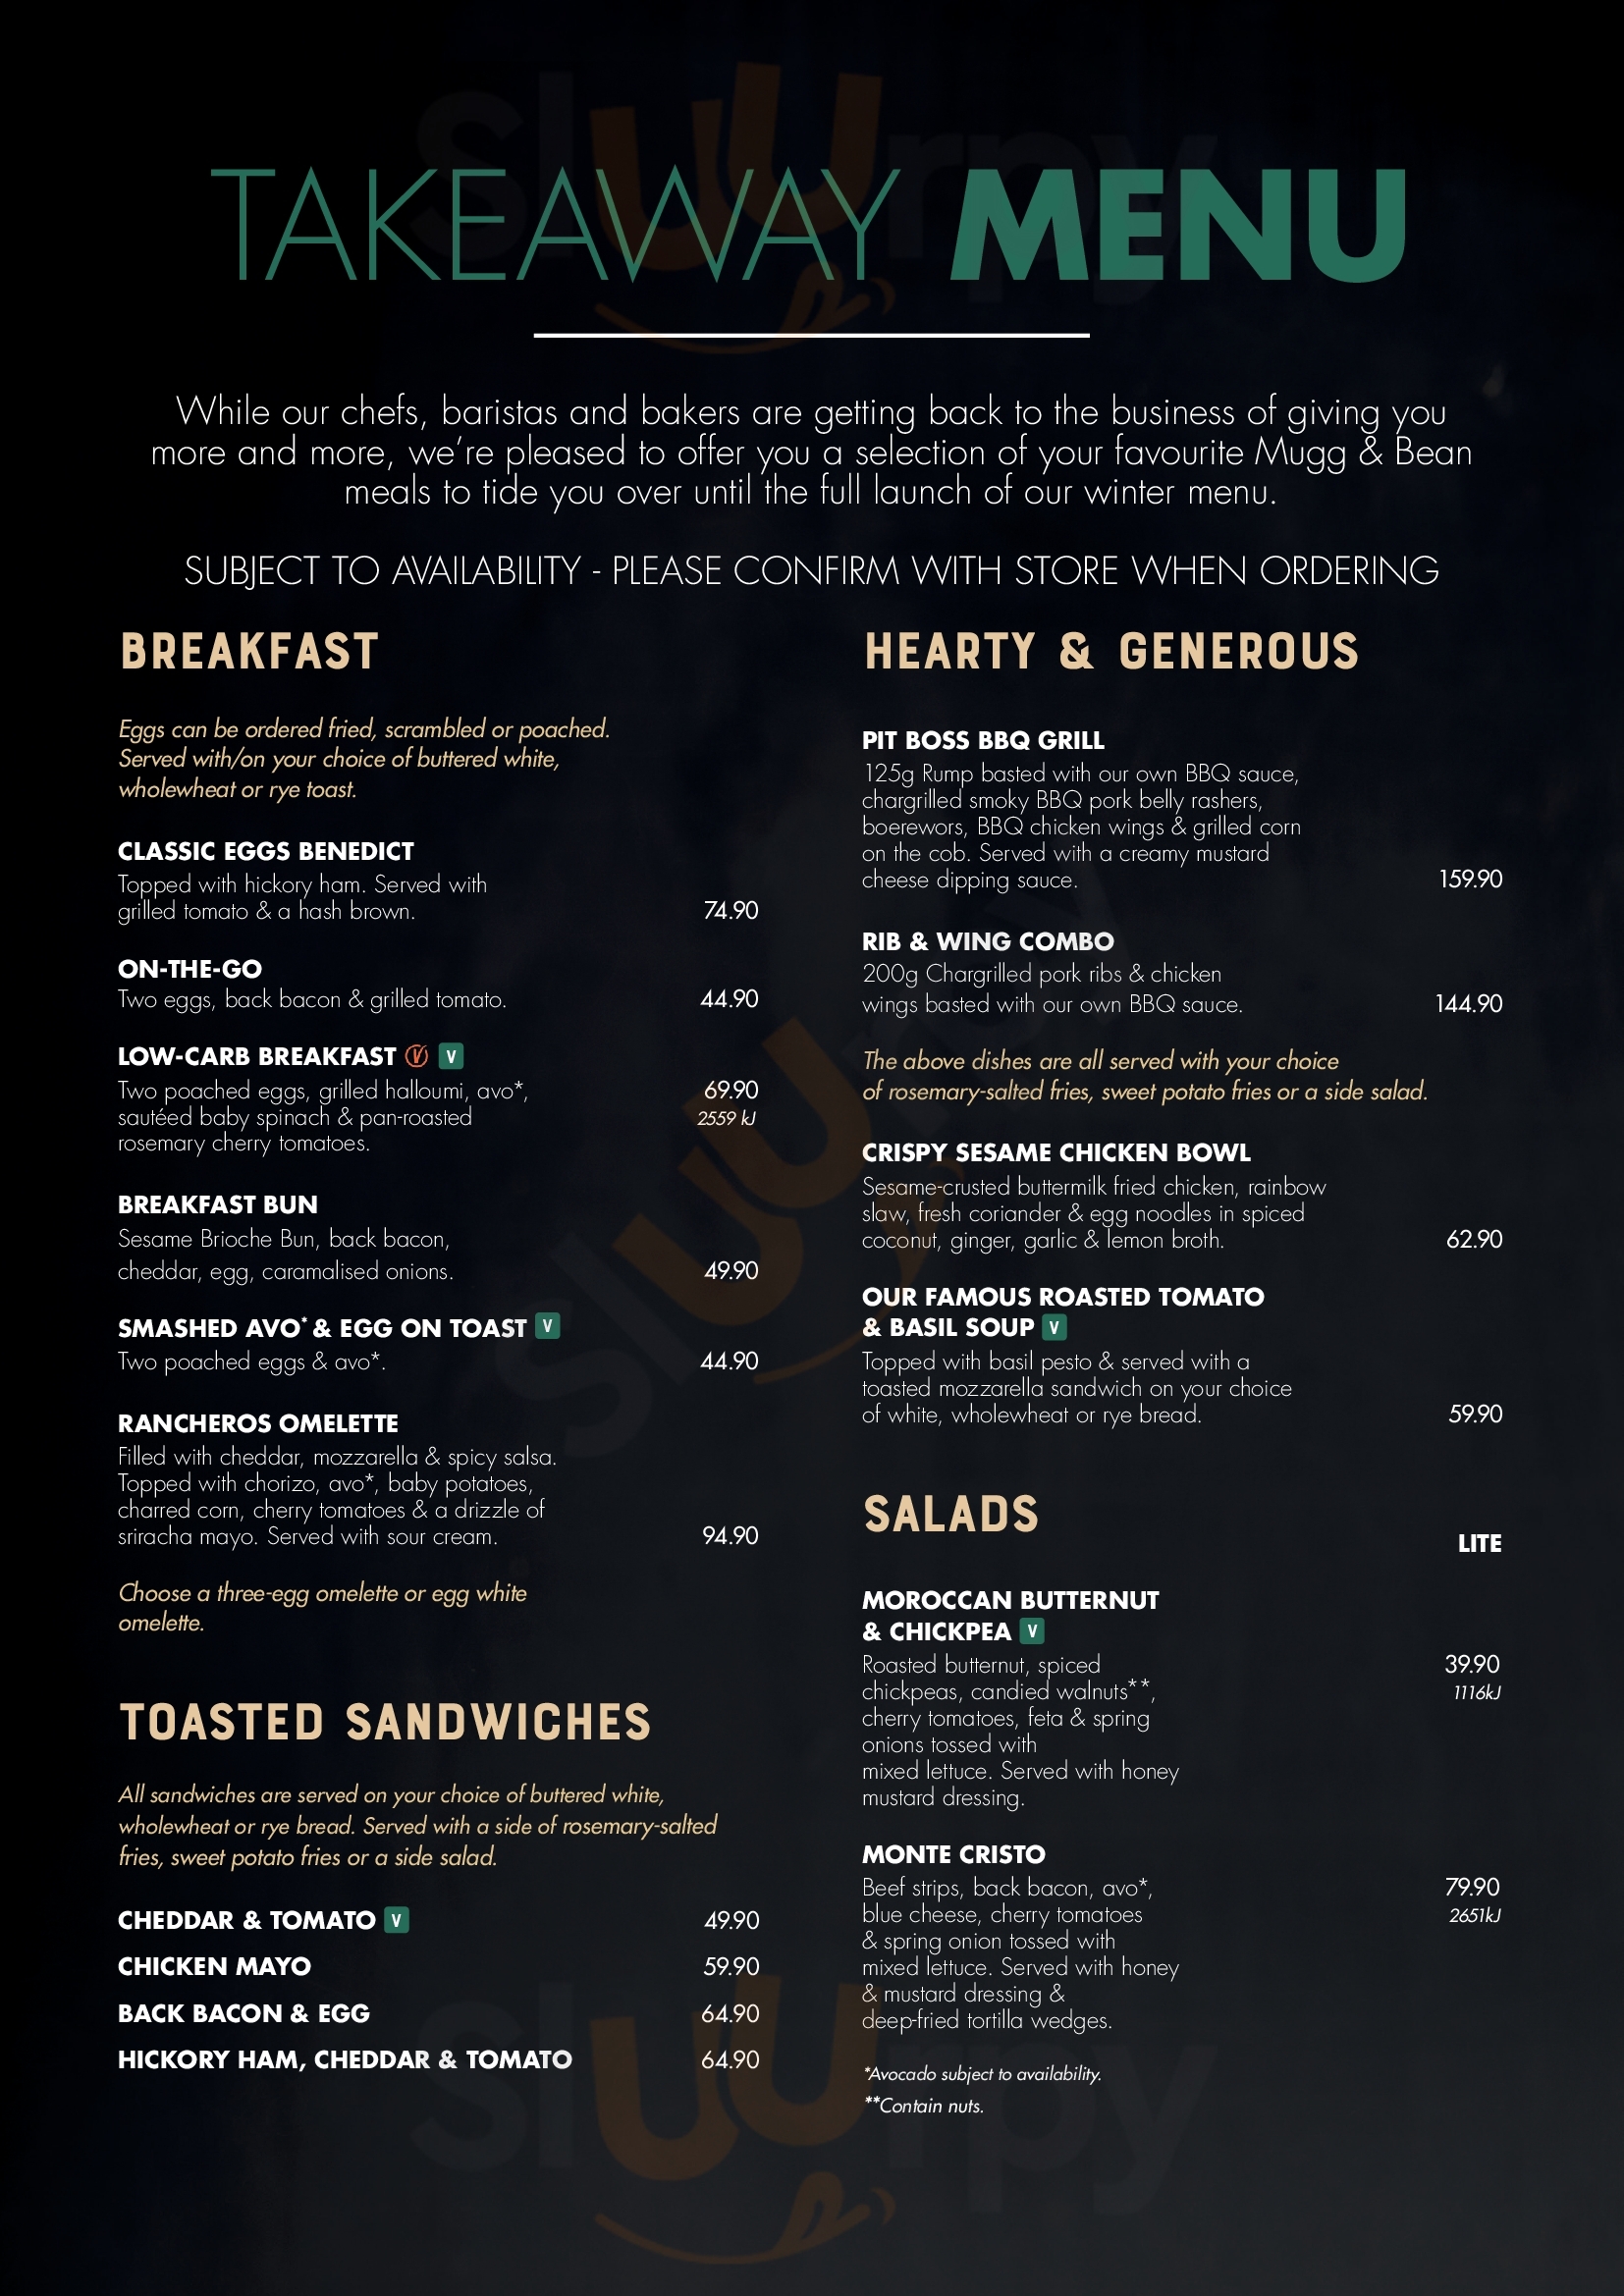 TAKEAWAY MENU
While our chefs, baristas and bakers are getting back to the business of giving you
more and more, we're pleased to offer you a selection of your favourite Mugg & Bean
meals to tide you over until the full launch of our winter menu.
SUBJECT TO AVAILABILITY - PLEASE CONFIRM WITH STORE WHEN ORDERING
BREAKFAST
Eggs can be ordered fried, scrambled or poached.
Served with/on your choice of buttered white,
wholewheat or rye toast.
CLASSIC EGGS BENEDICT
Topped with hickory ham. Served with
grilled tomato & a hash brown. 74.90
ON-THE-GO
Two eggs, back bacon & grilled tomato. 44.90
LOW-CARB BREAKFAST V V
Two poached eggs, grilled halloumi, avo*, 69.90
sautéed baby spinach & pan-roasted 2559 kJ
rosemary cherry tomatoes.
BREAKFAST BUN
Sesame Brioche Bun, back bacon,
cheddar, egg, caramalised onions. 49.90
SMASHED AVO* & EGG ON TOAST V
Two poached eggs & avo*. 44.90
RANCHEROS OMELETTE
Filled with cheddar, mozzarella & spicy salsa.
Topped with chorizo, avo*, baby potatoes,
charred corn, cherry tomatoes & a drizzle of
sriracha mayo. Served with sour cream. 94.90
Choose a three-egg omelette or egg white
omelette.
TOASTED SANDWICHES
All sandwiches are served on your choice of buttered white,
wholewheat or rye bread. Served with a side of rosemary-salted
fries, sweet potato fries or a side salad.
CHEDDAR & TOMATO V 49.90
CHICKEN MAYO 59.90
BACK BACON & EGG 64.90
HICKORY HAM, CHEDDAR & TOMATO 64.90
HEARTY & GENEROUS
PIT BOSS BBQ GRILL
125g Rump basted with our own BBQ sauce,
chargrilled smoky BBQ pork belly rashers,
boerewors, BBQ chicken wings & grilled corn
on the cob. Served with a creamy mustard
cheese dipping sauce. 159.90
RIB & WING COMBO
200g Chargrilled pork ribs & chicken
wings basted with our own BBQ sauce. 144.90
The above dishes are all served with your choice
of rosemary-salted fries, sweet potato fries or a side salad.
CRISPY SESAME CHICKEN BOWL
Sesame-crusted buttermilk fried chicken, rainbow
slaw, fresh coriander & egg noodles in spiced
coconut, ginger, garlic & lemon broth. 62.90
OUR FAMOUS ROASTED TOMATO
& BASIL SOUP V
Topped with basil pesto & served with a
toasted mozzarella sandwich on your choice
of white, wholewheat or rye bread. 59.90
SALADS
LITE
MOROCCAN BUTTERNUT
& CHICKPEA V
Roasted butternut, spiced 39.90
chickpeas, candied walnuts**, 1116kJ
cherry tomatoes, feta & spring
onions tossed with
mixed lettuce. Served with honey
mustard dressing.
MONTE CRISTO
Beef strips, back bacon, avo*, 79.90
blue cheese, cherry tomatoes 2651kJ
& spring onion tossed with
mixed lettuce. Served with honey
& mustard dressing &
deep-fried tortilla wedges.
*Avocado subject to availability.
**Contain nuts.
sluurpy
sluurpy
sluurpy